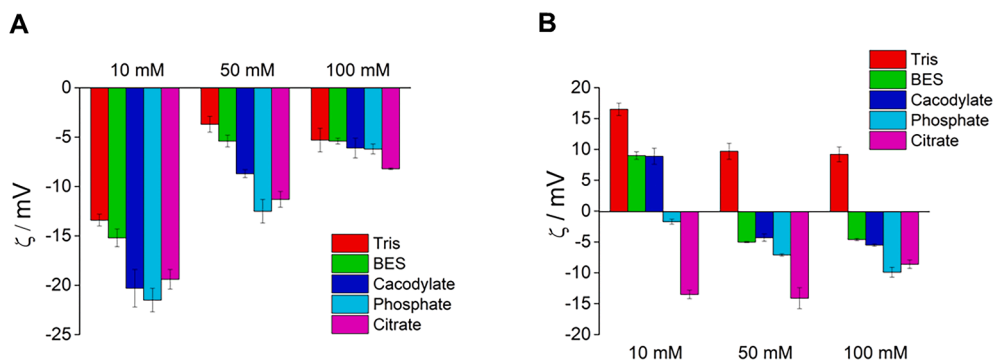 A
10 mM 50 mM 100 mM
0
-5
-10
-15
-20
-25
ζ / mV
Tris
BES
Cacodylate
Phosphate
Citrate
B
Tris
BES
Cacodylate
Phosphate
Citrate
20
15
10
5
0
-5
-10
-15
-20
ζ / mV
10 mM 50 mM 100 mM